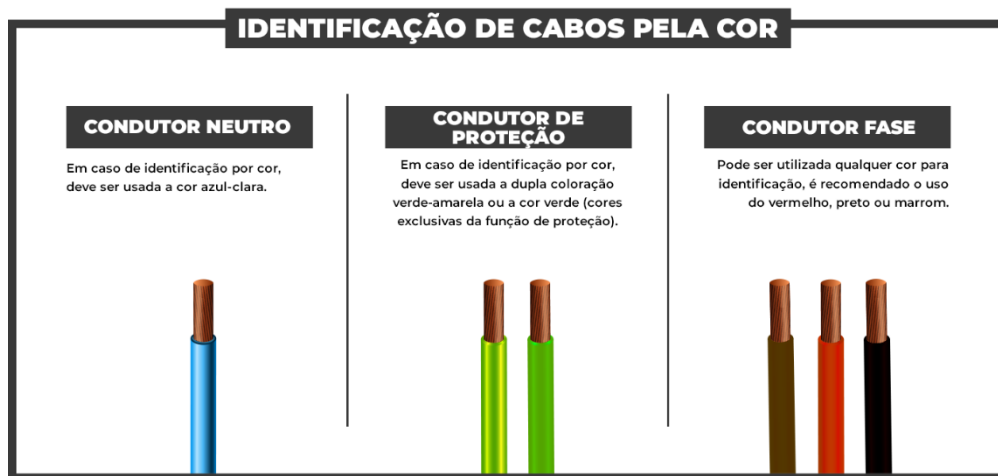 IDENTIFICAÇÃO DE CABOS PELA COR
CONDUTOR NEUTRO
Em caso de identificação por cor,
deve ser usada a cor azul-clara.
CONDUTOR DE
PROTEÇÃO
Em caso de identificação por cor,
deve ser usada a dupla coloração
verde-amarela ou a cor verde (cores
exclusivas da função de proteção).
CONDUTOR FASE
Pode ser utilizada qualquer cor para
identificação, é recomendado o uso
do vermelho, preto ou marrom.